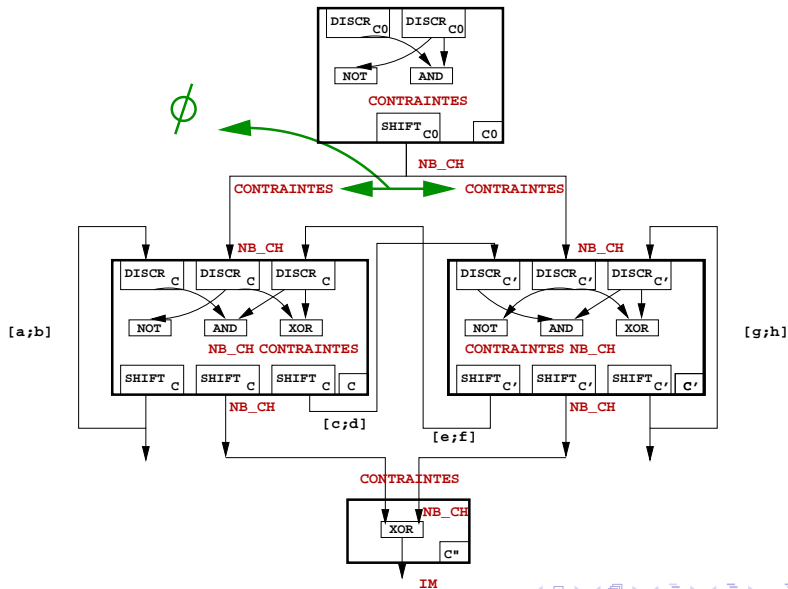 DISCR C0 DISCR C0
NOT AND
CONTRAINTES
SHIFT C0 C0
ϕ
NB_CH
CONTRAINTES CONTRAINTES
NB_CH NB_CH
DISCR C DISCR C DISCR C DISCR C' DISCR C' DISCR C'
NOT AND XOR NOT AND XOR
[a;b] [g;h]
NB_CH CONTRAINTES CONTRAINTES NB_CH
SHIFT C SHIFT C SHIFT C C SHIFT C' SHIFT C' SHIFT C' C'
NB_CH NB_CH
[c;d] [e;f]
CONTRAINTES
NB_CH
XOR
C"
IM